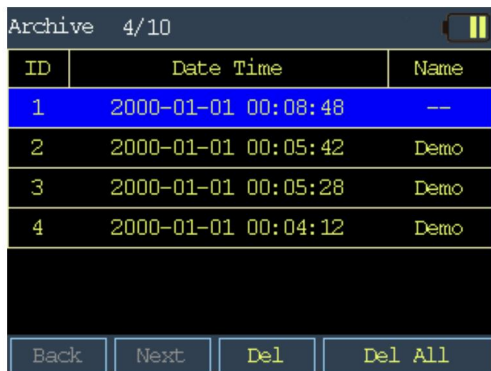 Archive 4/10
ID Date Time Name
1 2000-01-01 00:08:48 --
2 2000-01-01 00:05:42 Demo
3 2000-01-01 00:05:28 Demo
4 2000-01-01 00:04:12 Demo
Back Next Del Del All